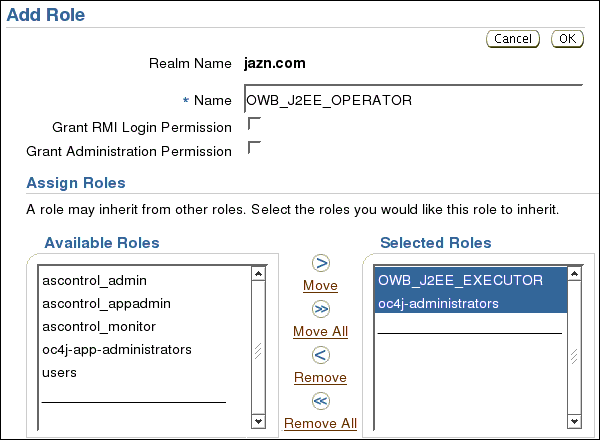 Add Role
Cancel OK
Realm Name jazn.com
* Name OWB_J2EE_OPERATOR
Grant RMI Login Permission
Grant Administration Permission
Assign Roles
A role may inherit from other roles. Select the roles you would like this role to inherit.
Available Roles
ascontrol_admin
ascontrol_appadmin
ascontrol_monitor
oc4j-app-administrators
users
Move
Move All
Remove
Remove All
Selected Roles
OWB_J2EE_EXECUTOR
oc4j-administrators